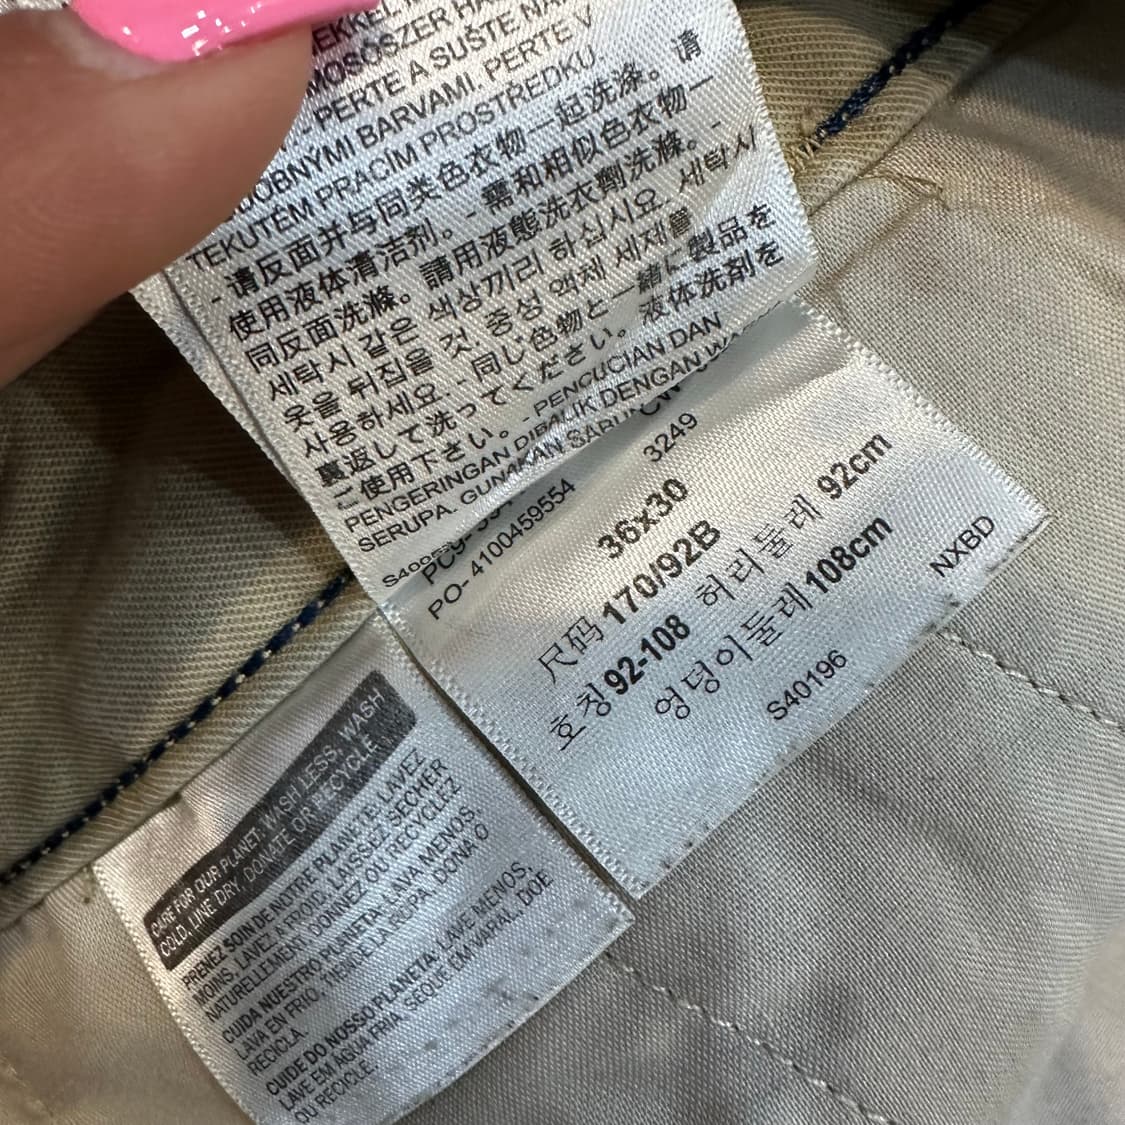 MOSÓSZER HA
- PERTE A SUŠTE NA
OBNÝMI BARVAMI. PERTE V
TEKUTÉM PRACÍM PROSTŘEDKU
- 请反面并与同类色衣物一起洗涤。请
使用液体清洁剂。- 需和相似色衣物一
同反面洗滌。請用液態洗衣劑洗滌。-
세탁시 같은 색상끼리 하십시요. 세탁시
옷을 뒤집을 것. 중성 액체 세제를
사용하세요. - 同じ色物と一緒に製品を
裏返して洗ってください。液体洗剤を
ご使用下さい。- PENCUCIAN DAN
PENGERINGAN DIBALIK DENGAN
SERUPA. GUNAKAN
3249
PO- 4100459554
36x30
尺码 170/92B
호칭 92-108 허리둘레 92cm
엉덩이둘레 108cm
S40196
NXBD
CARE FOR OUR PLANET: WASH LESS, WASH
COLD, LINE DRY, DONATE OR RECYCLE
PRENEZ SOIN DE NOTRE PLANÈTE: LAVEZ
MOINS, LAVEZ À FROID, LAISSEZ SÉCHER
NATURELLEMENT, DONNEZ OU RECYCLEZ
CUIDA NUESTRO PLANETA: LAVA MENOS,
LAVA EN FRÍO, TIENDE LA ROPA, DONA O
RECICLA.
CUIDE DO NOSSO PLANETA: LAVE MENOS,
LAVE EM ÁGUA FRIA, SEQUE EM VARAL, DOE
OU RECICLE.